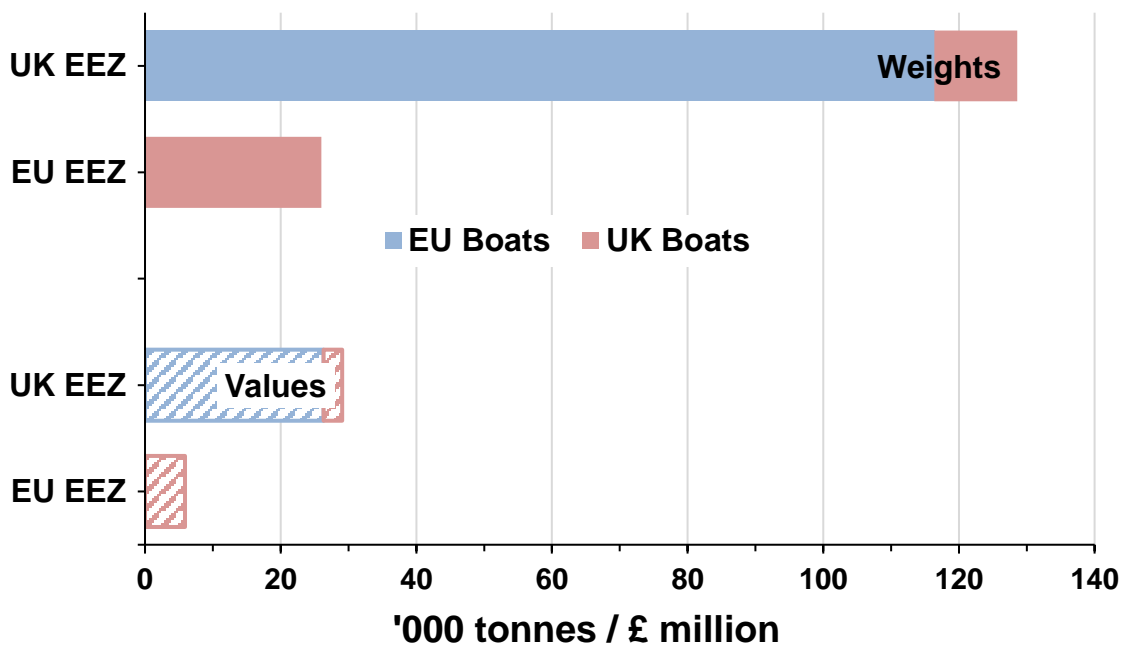 UK EEZ
Weights
EU EEZ
EU Boats
UK Boats
UK EEZ
Values
EU EEZ
0 20 40 60 80 100 120 140
'000 tonnes / £ million